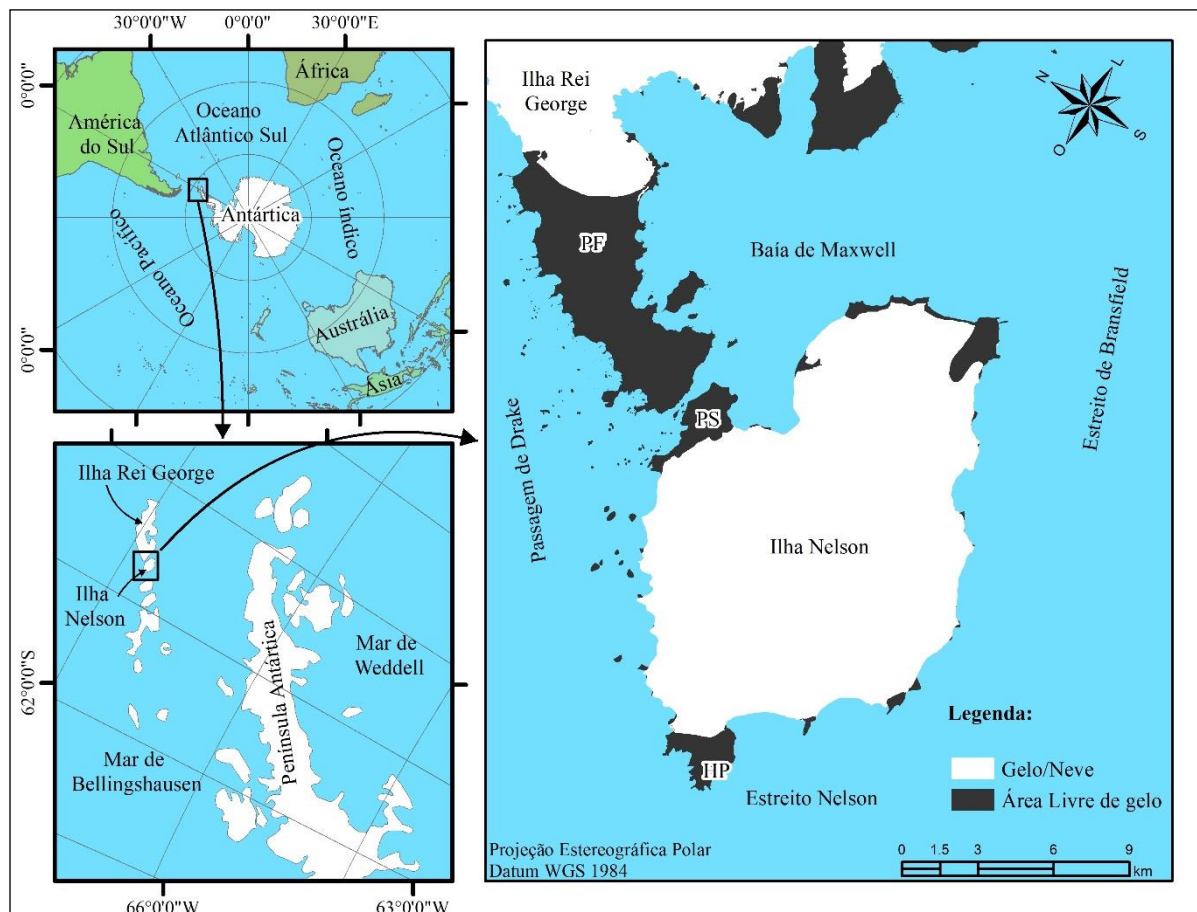 30°0'0"W
0°0'0"
30°0'0"E
0°0'0"
0°0'0"
África
América
do Sul
Oceano
Atlântico Sul
Oceano índico
Antártica
Oceano Pacífico
Austrália
Ásia
Ilha Rei George
Ilha
Nelson
Península Antártica
Mar de
Weddell
Mar de
Bellingshausen
62°0'0"S
66°0'0"W
63°0'0"W
Ilha Rei
George
N
L
O
S
PF
Baía de Maxwell
PS
Passagem de Drake
Estreito de Bransfield
Ilha Nelson
HP
Estreito Nelson
Legenda:
Gelo/Neve
Área Livre de gelo
Projeção Estereográfica Polar
Datum WGS 1984
0 1.5 3 6 9
km